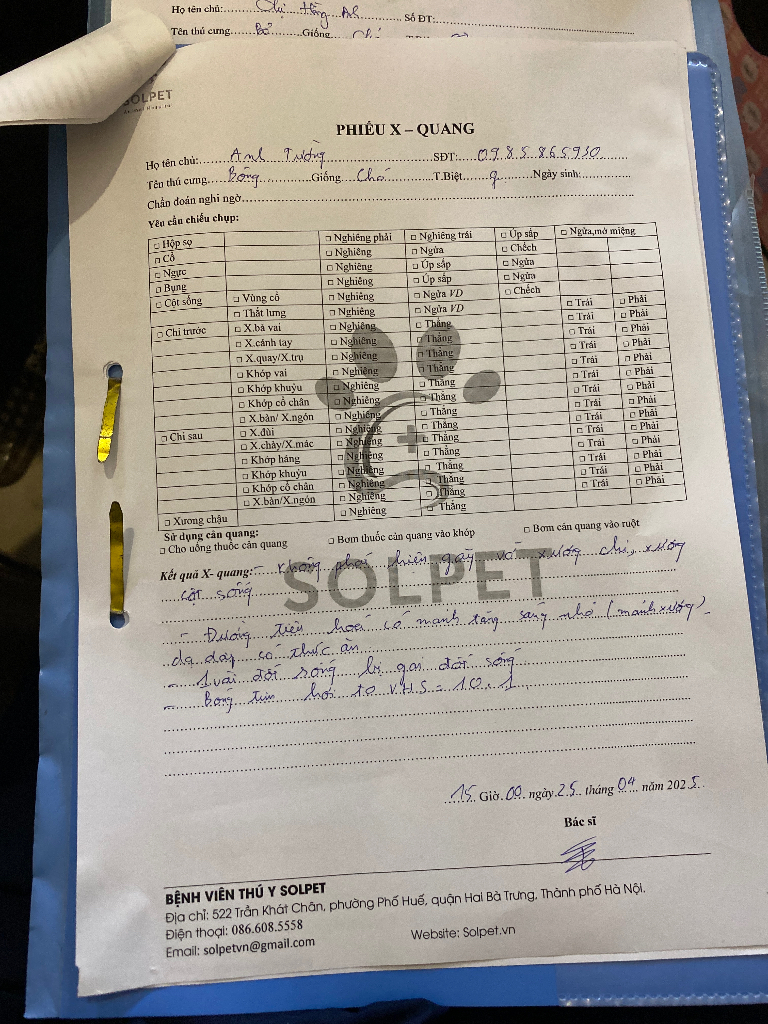 Họ tên chủ: Chị Hồng Số ĐT:
Tên thú cưng Giống
SOLPET
PHIẾU X – QUANG
Họ tên chủ: Anh Tường SĐT: 0985865930
Tên thú cưng Bông Giống Chó T.Biệt Ngày sinh:
Chẩn đoán nghi ngờ
Yêu cầu chiếu chụp:
□ Hộp sọ □ Nghiêng phải □ Nghiêng trái □ Úp sấp □ Ngửa,mở miệng
□ Cổ □ Nghiêng □ Ngửa □ Chếch
□ Ngực □ Nghiêng □ Úp sấp □ Ngửa
□ Bụng □ Nghiêng □ Úp sấp □ Ngửa
□ Cột sống □ Vùng cổ □ Nghiêng □ Ngửa VD □ Chếch
□ Thắt lưng □ Nghiêng □ Ngửa VD
□ Chi trước □ X.bả vai □ Nghiêng □ Thẳng □ Trái □ Phải
□ X.cánh tay □ Nghiêng □ Thẳng □ Trái □ Phải
□ X.quay/X.trụ □ Nghiêng □ Thẳng □ Trái □ Phải
□ Khớp vai □ Nghiêng □ Thẳng □ Trái □ Phải
□ Khớp khuỷu □ Nghiêng □ Thẳng □ Trái □ Phải
□ Khớp cổ chân □ Nghiêng □ Thẳng □ Trái □ Phải
□ X.bàn/ X.ngón □ Nghiêng □ Thẳng □ Trái □ Phải
□ Chi sau □ X.đùi □ Nghiêng □ Thẳng □ Trái □ Phải
□ X.chày/X.mác □ Nghiêng □ Thẳng □ Trái □ Phải
□ Khớp háng □ Nghiêng □ Thẳng □ Trái □ Phải
□ Khớp khuỷu □ Nghiêng □ Thẳng □ Trái □ Phải
□ Khớp cổ chân □ Nghiêng □ Thẳng □ Trái □ Phải
□ X.bàn/X.ngón □ Nghiêng □ Thẳng
□ Xương chậu □ Nghiêng □ Thẳng
Sử dụng cản quang:
□ Cho uống thuốc cản quang □ Bơm thuốc cản quang vào khớp □ Bơm cản quang vào ruột
Kết quả X- quang: - Không phát hiện gãy vỡ xương chi, xương
cột sống
SOLPET
- Đường tiêu hoá có mảnh tăng sáng nhỏ (mảnh xương)
dạ dày có thức ăn
- 1 vài đốt sống bị gai đốt sống
- Bóng tim hơi to VHS = 10.1
15 Giờ 00 ngày 25 tháng 04 năm 2025
Bác sĩ
BỆNH VIỆN THÚ Y SOLPET
Địa chỉ: 522 Trần Khát Chân, phường Phố Huế, quận Hai Bà Trưng, Thành phố Hà Nội.
Điện thoại: 086.608.5558
Email: solpetvn@gmail.com Website: Solpet.vn